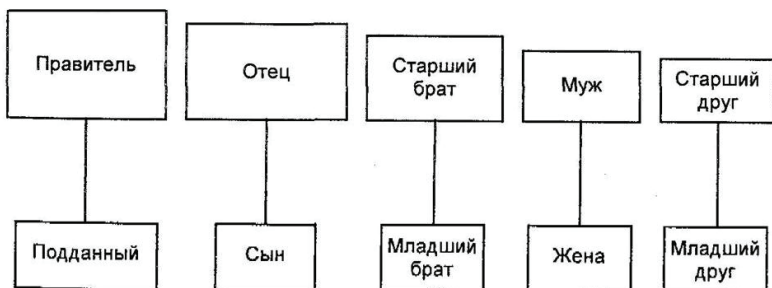 Правитель
Отец
Старший
брат
Муж
Старший
друг
Подданный
Сын
Младший
брат
Жена
Младший
друг